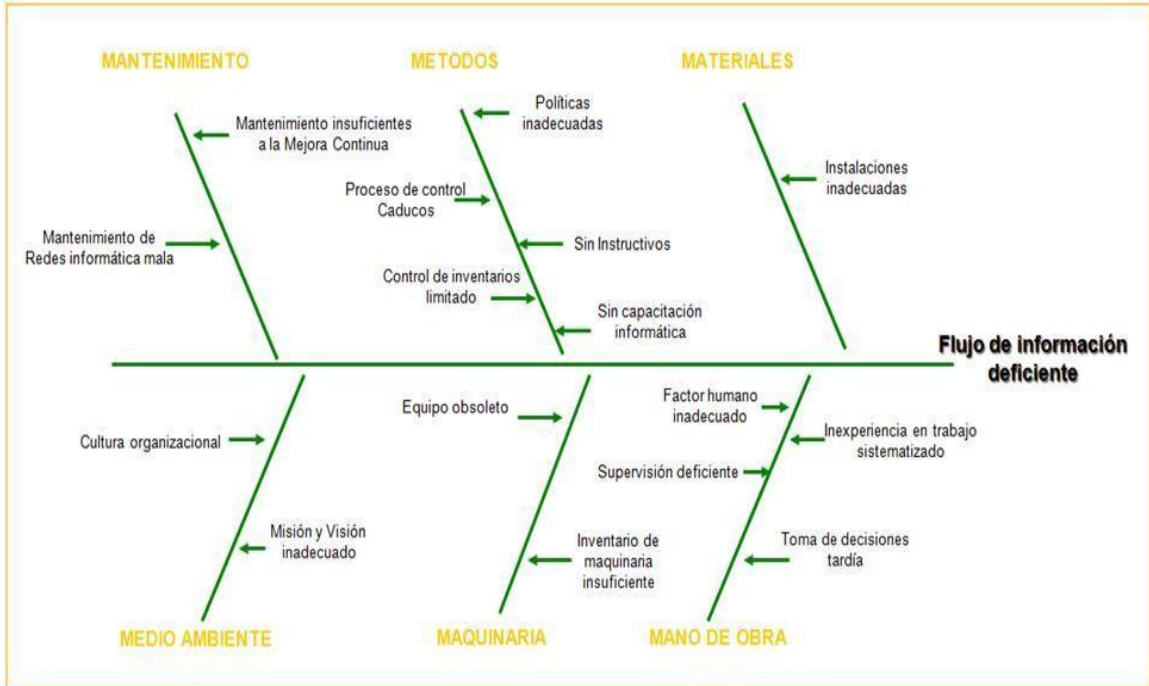 MANTENIMIENTO
METODOS
MATERIALES
Mantenimiento insuficientes
a la Mejora Continua
Mantenimiento de
Redes informática mala
Políticas
inadecuadas
Proceso de control
Caducos
Sin Instructivos
Control de inventarios
limitado
Sin capacitación
informática
Instalaciones
inadecuadas
Flujo de información
deficiente
Cultura organizacional
Misión y Visión
inadecuado
Equipo obsoleto
Inventario de
maquinaria
insuficiente
Factor humano
inadecuado
Inexperiencia en trabajo
sistematizado
Supervisión deficiente
Toma de decisiones
tardía
MEDIO AMBIENTE
MAQUINARIA
MANO DE OBRA